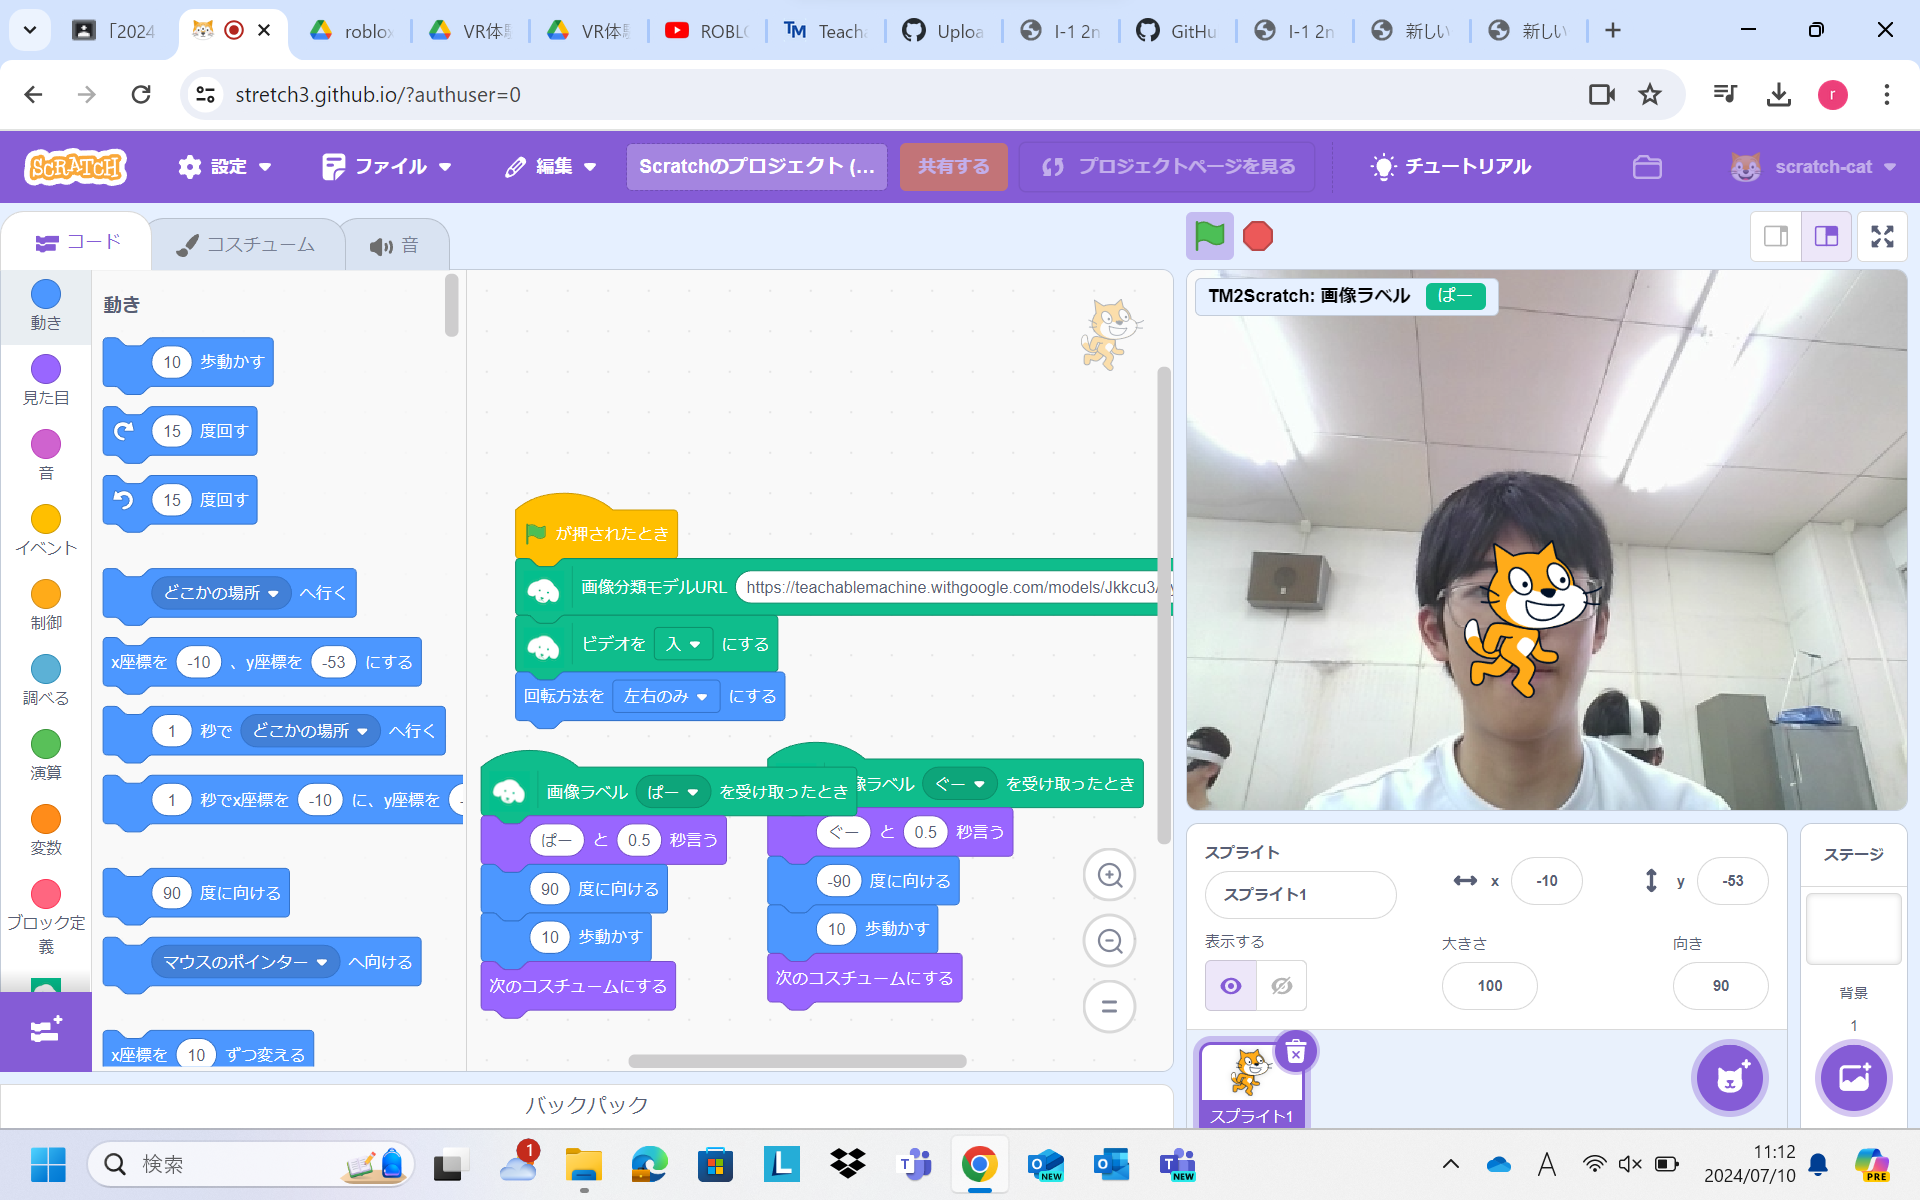 「2024
roblox
VR体験
VR体験
ROBLO
Teacha
Uploa
I-1 2n
GitHu
I-1 2n
新しい
新しい
stretch3.github.io/?authuser=0
r
SCRATCH
設定
ファイル
編集
Scratchのプロジェクト (...
共有する
プロジェクトページを見る
チュートリアル
scratch-cat
コード
コスチューム
音
動き
見た目
音
イベント
制御
調べる
演算
変数
ブロック定
義
動き
10 歩動かす
15 度回す
15 度回す
どこかの場所 へ行く
x座標を -10 、y座標を -53 にする
1 秒で どこかの場所 へ行く
1 秒でx座標を -10 に、y座標を
90 度に向ける
マウスのポインター へ向ける
x座標を 10 ずつ変える
が押されたとき
画像分類モデルURL https://teachablemachine.withgoogle.com/models/Jkkcu3
ビデオを 入 にする
回転方法を 左右のみ にする
画像ラベル ぱー を受け取ったとき
ぱー と 0.5 秒言う
90 度に向ける
10 歩動かす
次のコスチュームにする
像ラベル ぐー を受け取ったとき
ぐー と 0.5 秒言う
-90 度に向ける
10 歩動かす
次のコスチュームにする
バックパック
TM2Scratch: 画像ラベル ぱー
スプライト
スプライト1
x -10
y -53
表示する
大きさ
100
向き
90
スプライト1
ステージ
背景
1
検索
1
NEW
NEW
A
11:12
2024/07/10
PRE